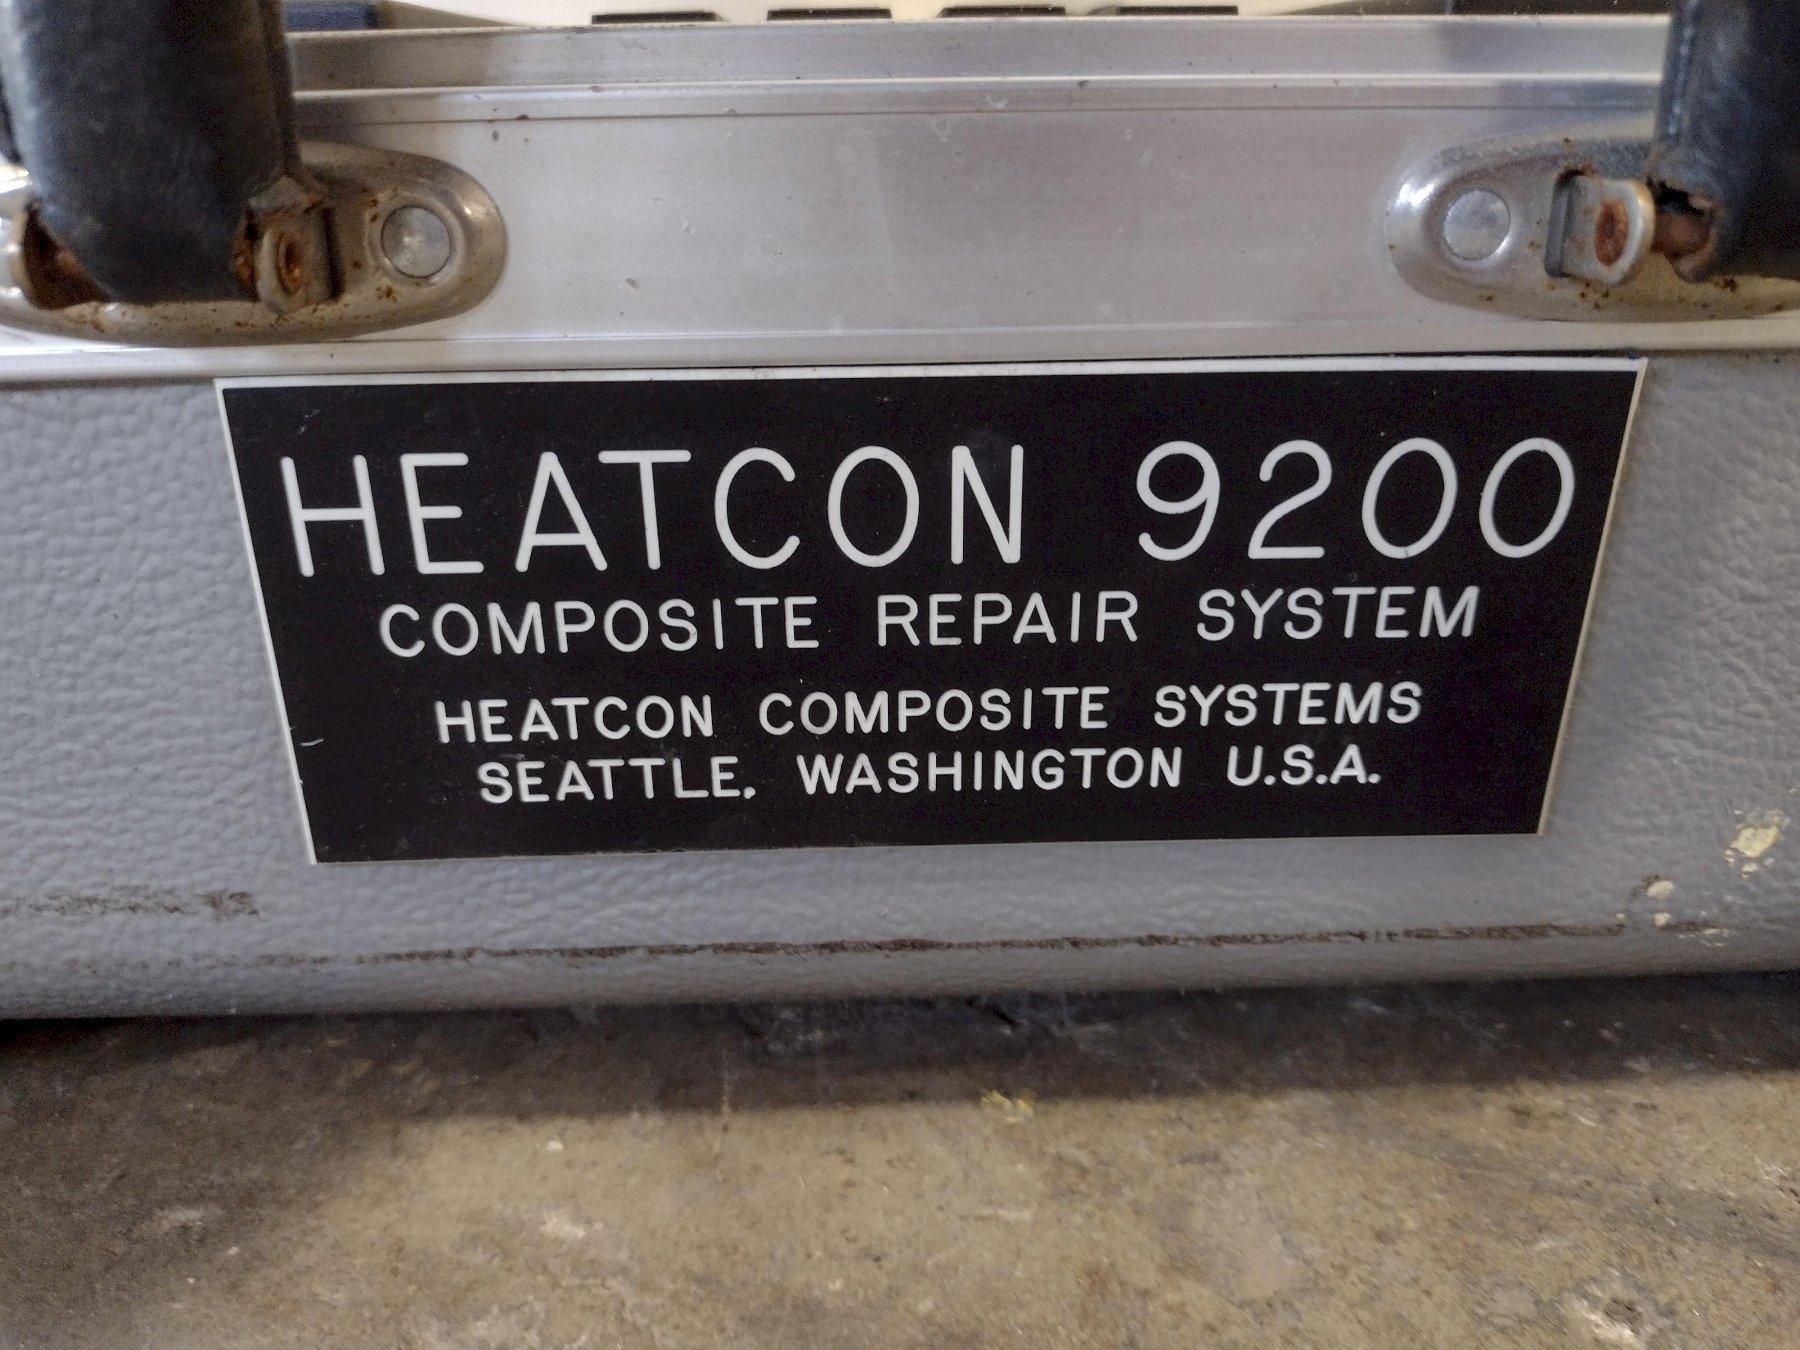 HEATCON 9200
COMPOSITE REPAIR SYSTEM
HEATCON COMPOSITE SYSTEMS
SEATTLE, WASHINGTON U.S.A.